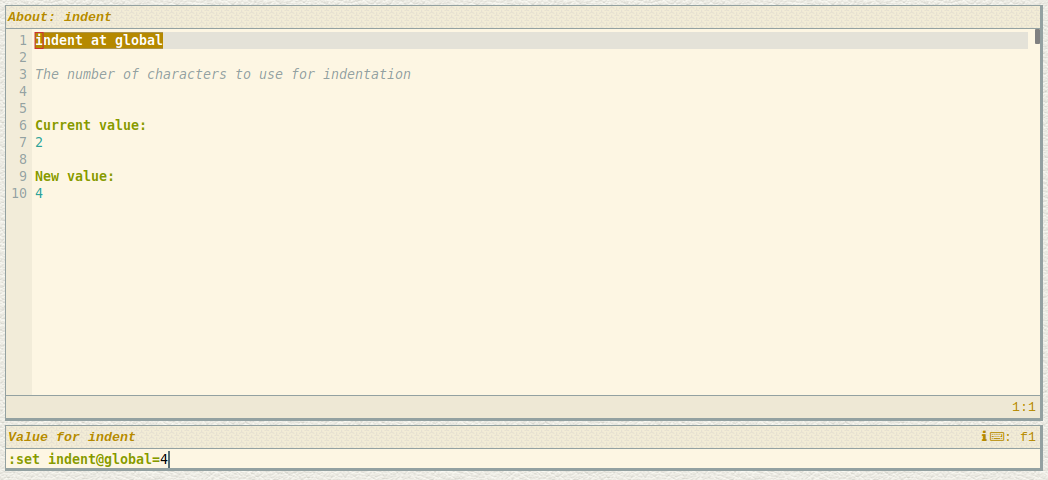 About: indent
1 indent at global
2
3 The number of characters to use for indentation
4
5
6 Current value:
7 2
8
9 New value:
10 4
1:1
Value for indent
: f1
:set indent@global=4